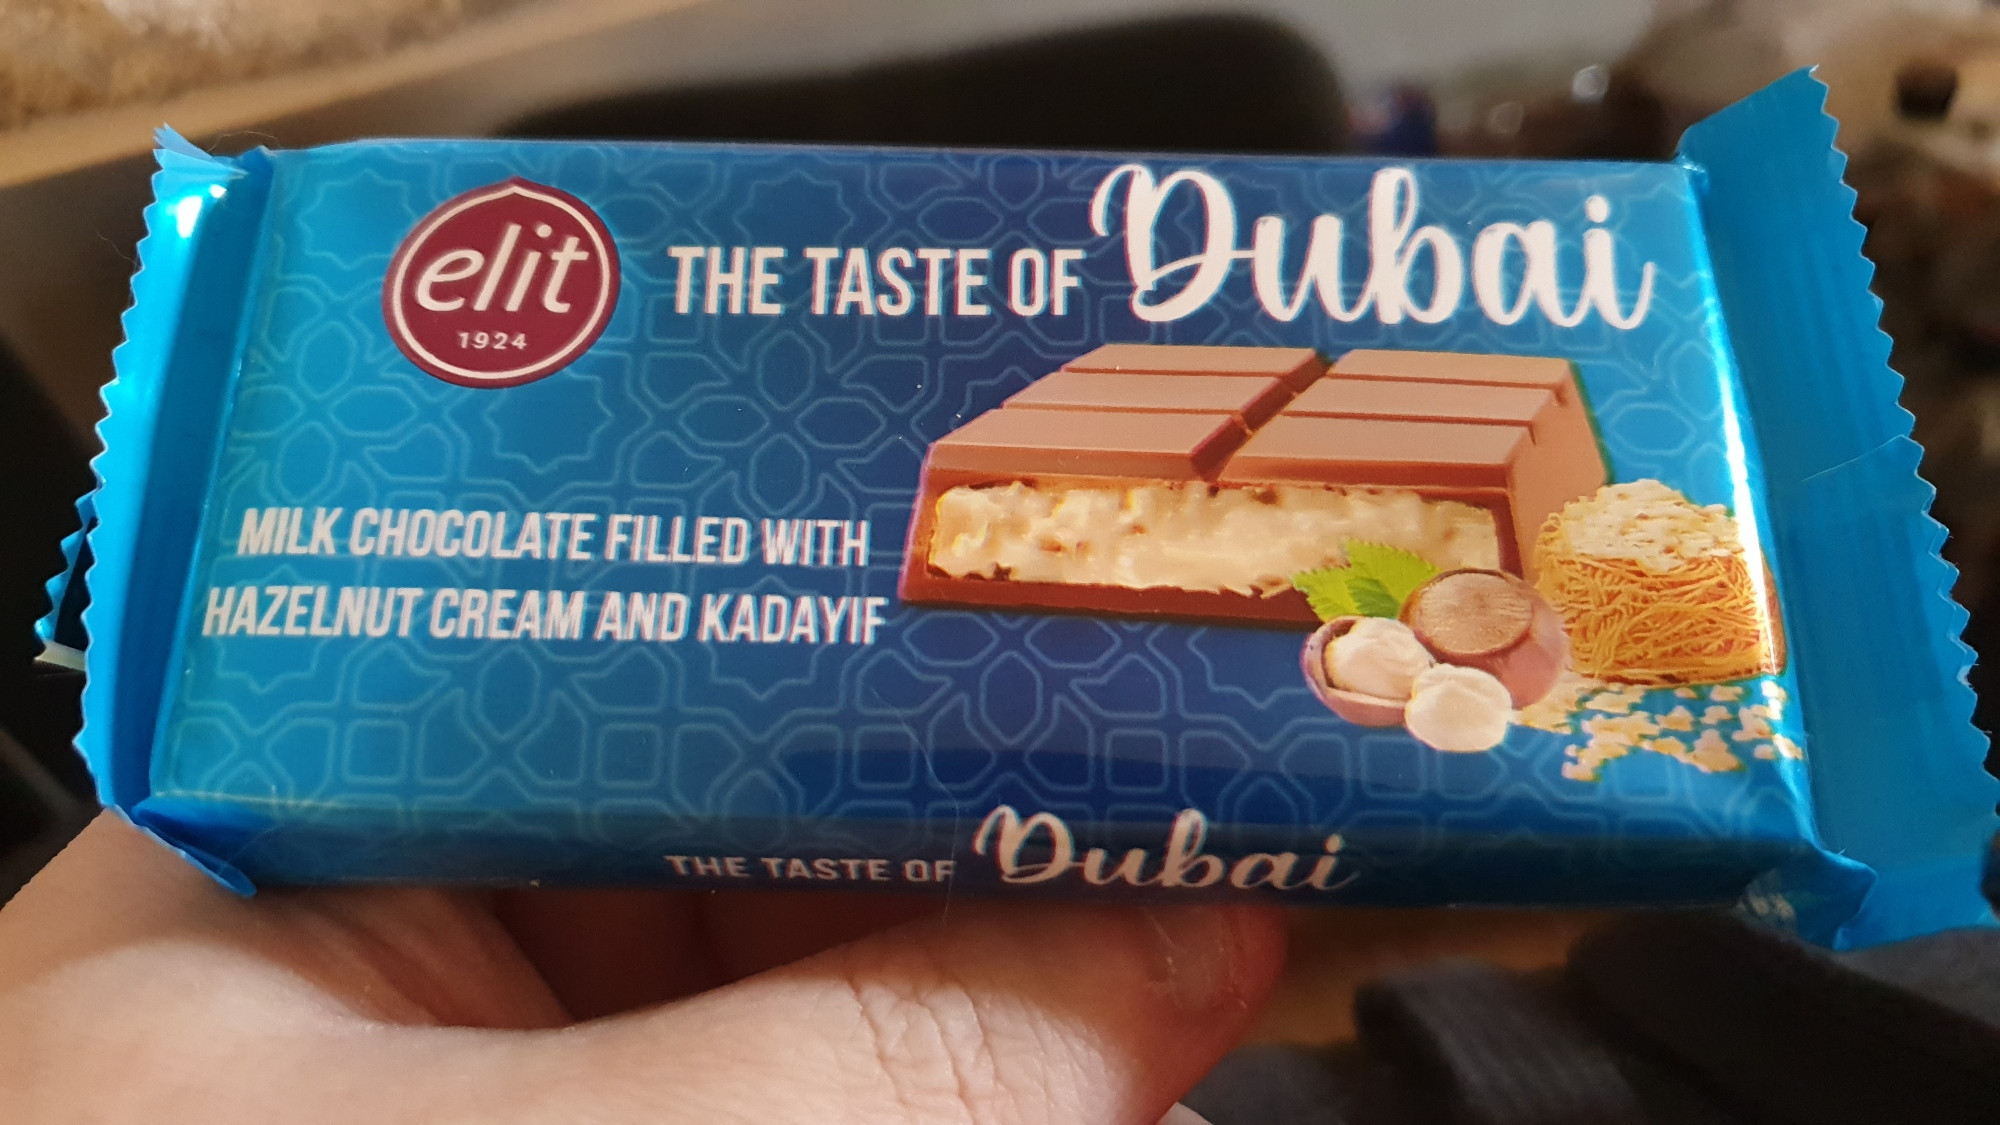 elit
1924
THE TASTE OF Dubai
MILK CHOCOLATE FILLED WITH
HAZELNUT CREAM AND KADAYIF
THE TASTE OF Dubai